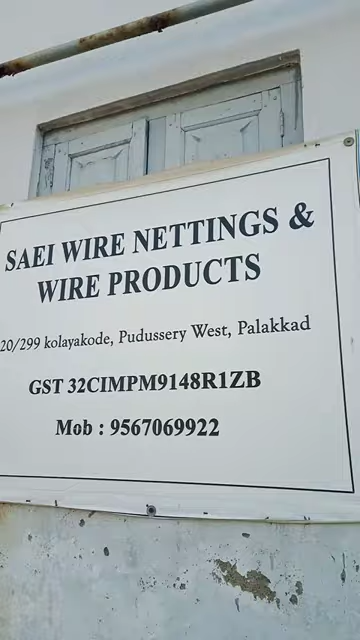 SAEI WIRE NETTINGS &
WIRE PRODUCTS
20/299 kolayakode, Pudussery West, Palakkad
GST 32CIMPM9148R1ZB
Mob : 9567069922